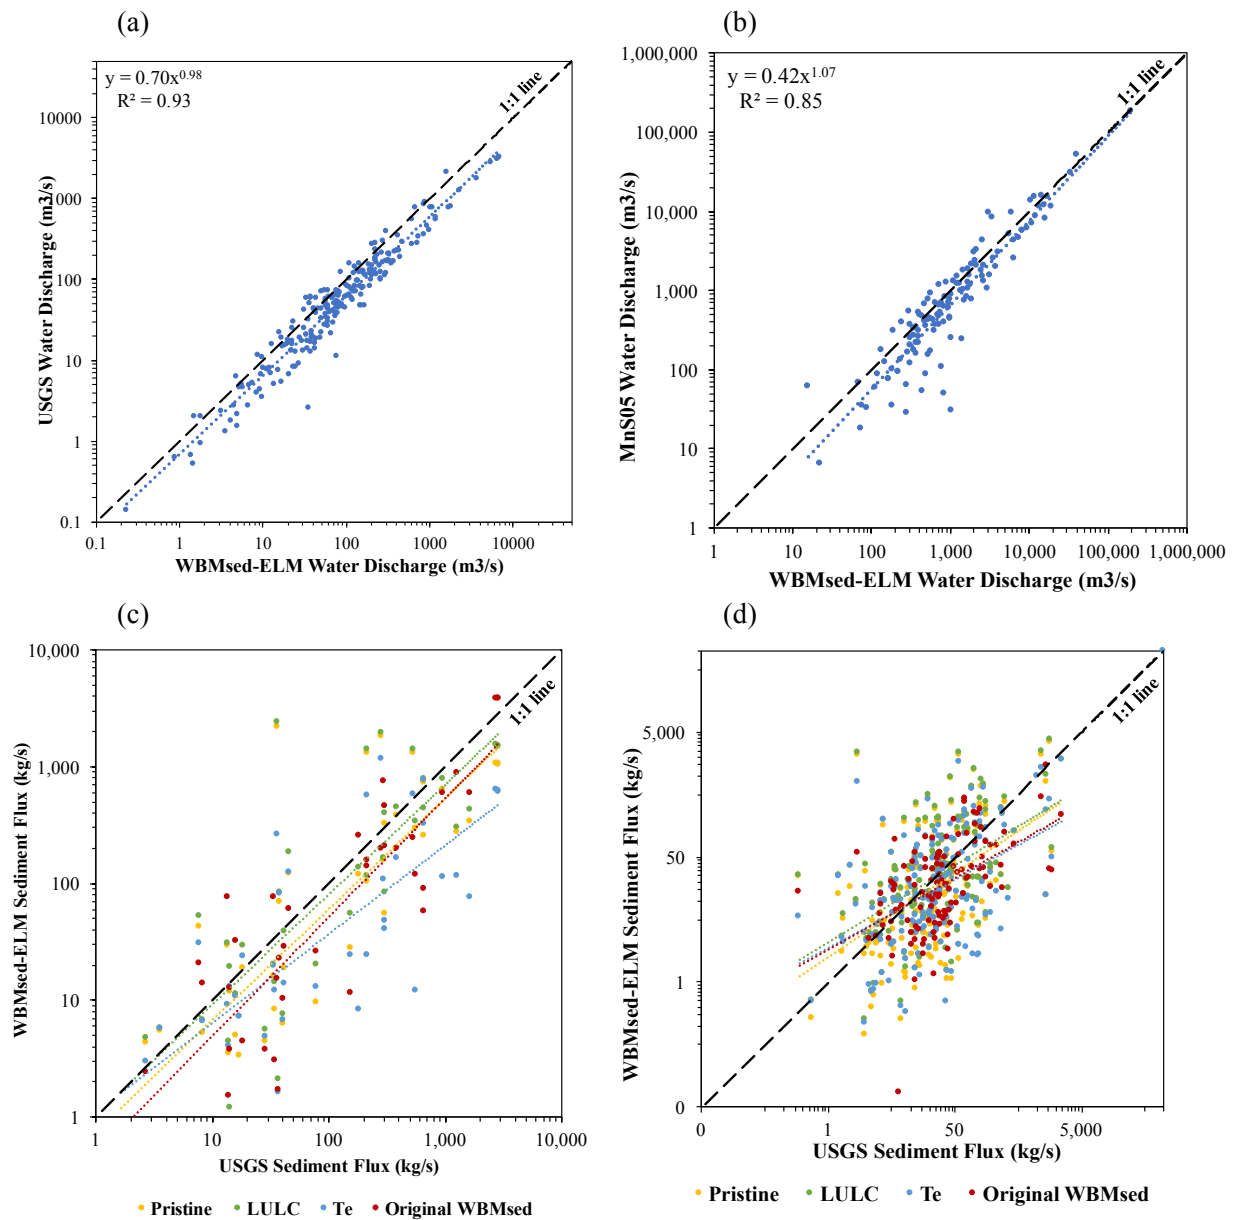 (a)
y = 0.70x^0.98
R² = 0.93
1:1 line
10000
1000
100
10
1
0.1
USGS Water Discharge (m3/s)
0.1 1 10 100 1000 10000
WBMsed-ELM Water Discharge (m3/s)
(b)
y = 0.42x^1.07
R² = 0.85
1:1 line
1,000,000
100,000
10,000
1,000
100
10
1
MnS05 Water Discharge (m3/s)
1 10 100 1,000 10,000 100,000 1,000,000
WBMsed-ELM Water Discharge (m3/s)
(c)
1:1 line
10,000
1,000
100
10
1
WBMsed-ELM Sediment Flux (kg/s)
1 10 100 1,000 10,000
USGS Sediment Flux (kg/s)
Pristine LULC Te Original WBMsed
(d)
1:1 line
5,000
50
1
0
WBMsed-ELM Sediment Flux (kg/s)
0 1 50 5,000
USGS Sediment Flux (kg/s)
Pristine LULC Te Original WBMsed